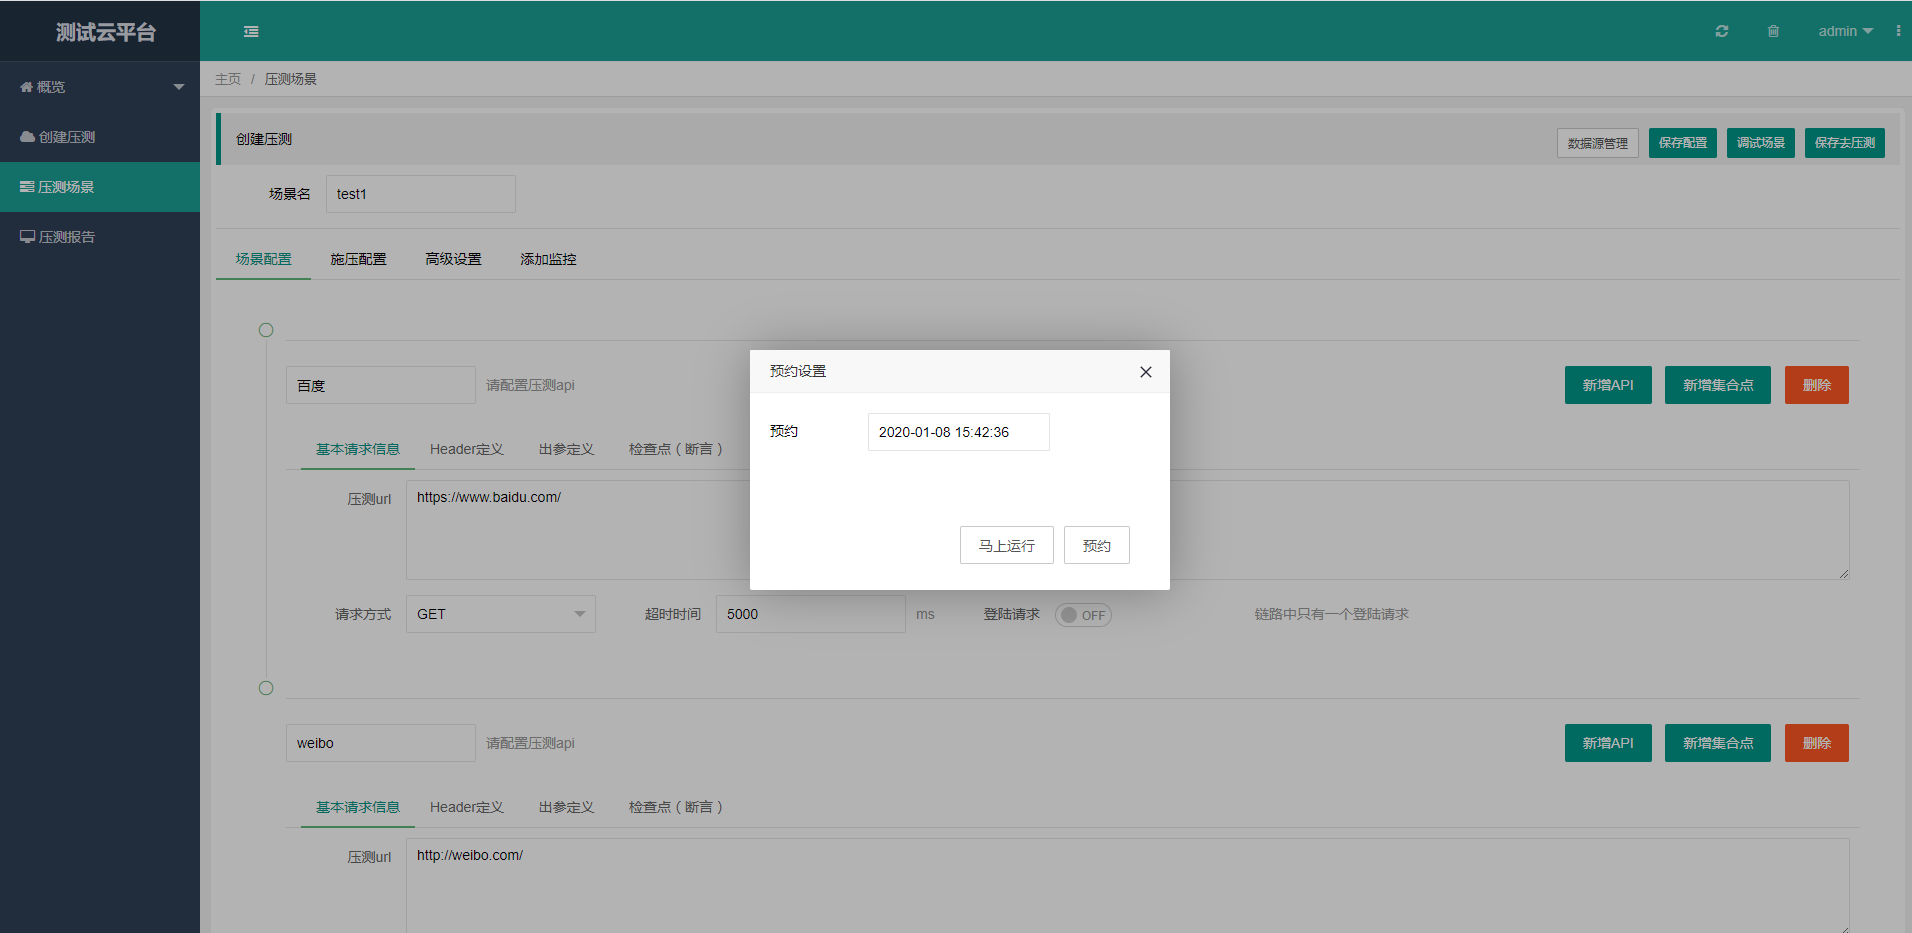 测试云平台
admin
概览
创建压测
压测场景
压测报告
主页 / 压测场景
创建压测
数据源管理 保存配置 调试场景 保存去压测
场景名 test1
场景配置 施压配置 高级设置 添加监控
百度 请配置压测api 新增API 新增集合点 删除
基本请求信息 Header定义 出参定义 检查点（断言）
压测url https://www.baidu.com/
预约设置
预约 2020-01-08 15:42:36
马上运行 预约
请求方式 GET 超时时间 5000 ms 登陆请求 OFF 链路中只有一个登陆请求
weibo 请配置压测api 新增API 新增集合点 删除
基本请求信息 Header定义 出参定义 检查点（断言）
压测url http://weibo.com/